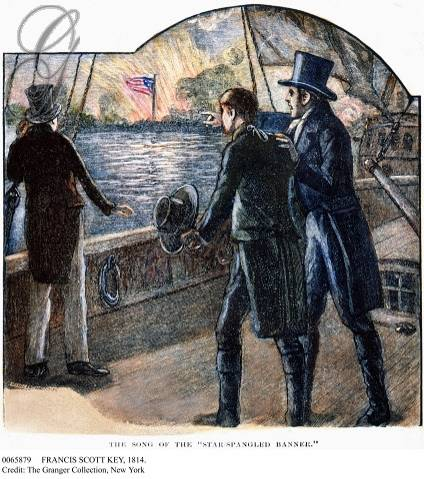 G
THE SONG OF THE "STAR-SPANGLED BANNER."
0065879 FRANCIS SCOTT KEY, 1814.
Credit: The Granger Collection, New York